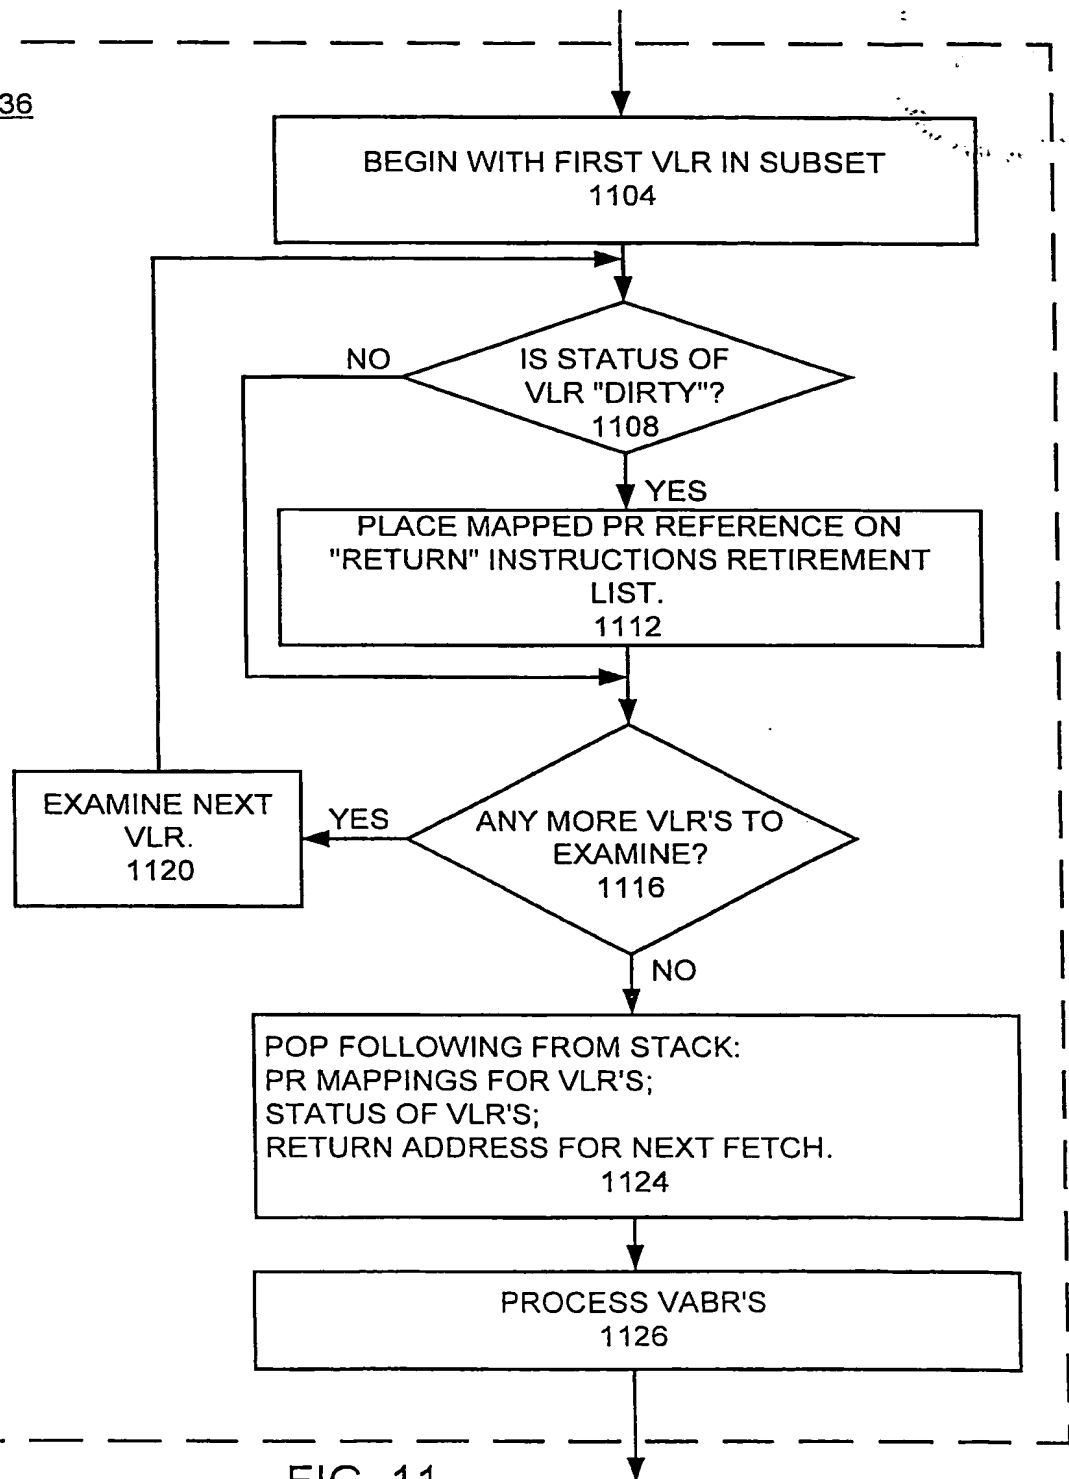 36
BEGIN WITH FIRST VLR IN SUBSET
1104
NO
IS STATUS OF
VLR "DIRTY"?
1108
YES
PLACE MAPPED PR REFERENCE ON
"RETURN" INSTRUCTIONS RETIREMENT
LIST.
1112
EXAMINE NEXT
VLR.
1120
YES
ANY MORE VLR'S TO
EXAMINE?
1116
NO
POP FOLLOWING FROM STACK:
PR MAPPINGS FOR VLR'S;
STATUS OF VLR'S;
RETURN ADDRESS FOR NEXT FETCH.
1124
PROCESS VABR'S
1126
FIG. 11